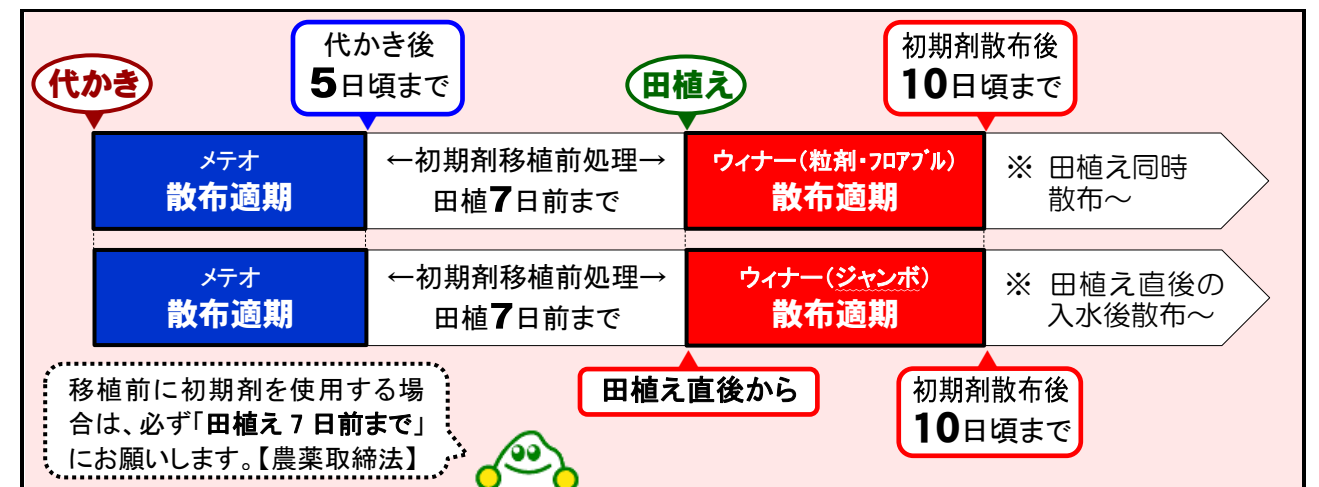 代かき
代かき後
5日頃まで
田植え
初期剤散布後
10日頃まで
メテオ
散布適期
←初期剤移植前処理→
田植7日前まで
ウィナー(粒剤・フロアブル)
散布適期
※ 田植え同時
散布～
メテオ
散布適期
←初期剤移植前処理→
田植7日前まで
ウィナー(ジャンボ)
散布適期
※ 田植え直後の
入水後散布～
移植前に初期剤を使用する場
合は、必ず「田植え7日前まで」
にお願いします。【農薬取締法】
田植え直後から
初期剤散布後
10日頃まで